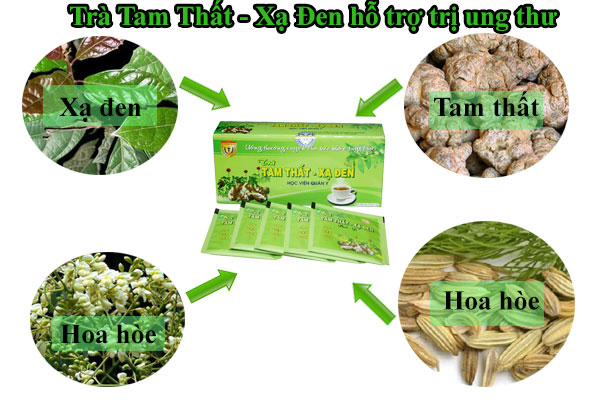 Trà Tam Thất - Xạ Đen hỗ trợ trị ung thư
Xạ đen
Tam thất
Trà
TAM THẤT - XẠ ĐEN
HỌC VIỆN QUÂN Y
Hoa hòe
Hoa hòe